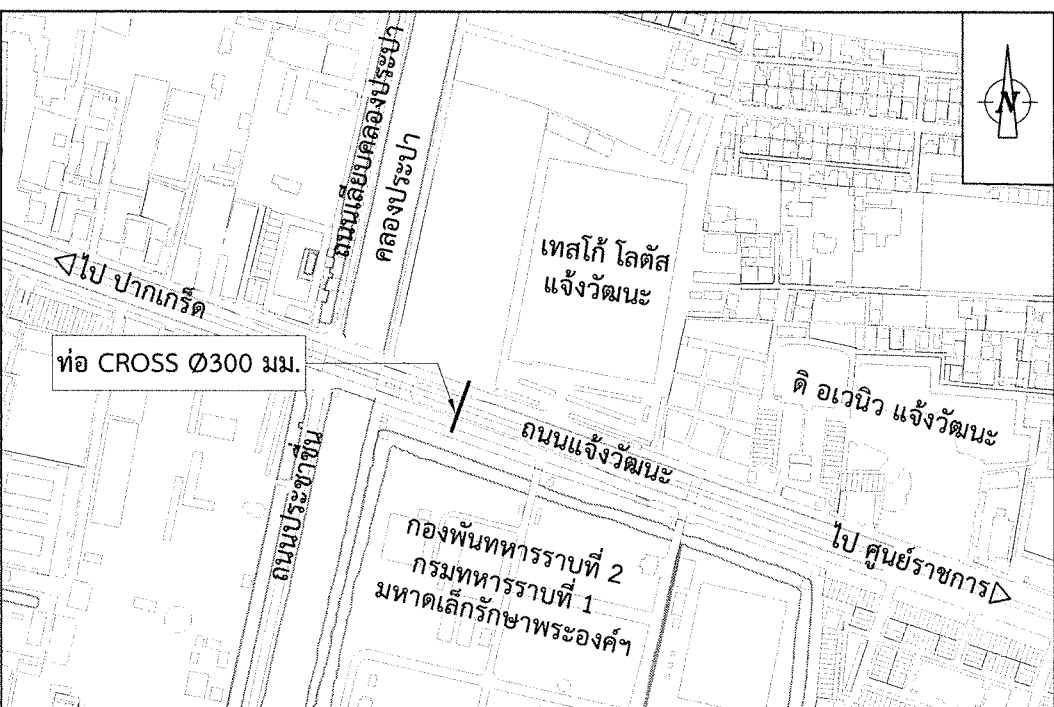 N
ถนนเลียบคลองประปา
คลองประปา
เทสโก้ โลตัส
แจ้งวัฒนะ
ไป ปากเกร็ด
ท่อ CROSS Ø300 มม.
ดิ อเวนิว แจ้งวัฒนะ
ถนนแจ้งวัฒนะ
ถนนประชาชื่น
กองพันทหารราบที่ 2
กรมทหารราบที่ 1
มหาดเล็กรักษาพระองค์ฯ
ไป ศูนย์ราชการ